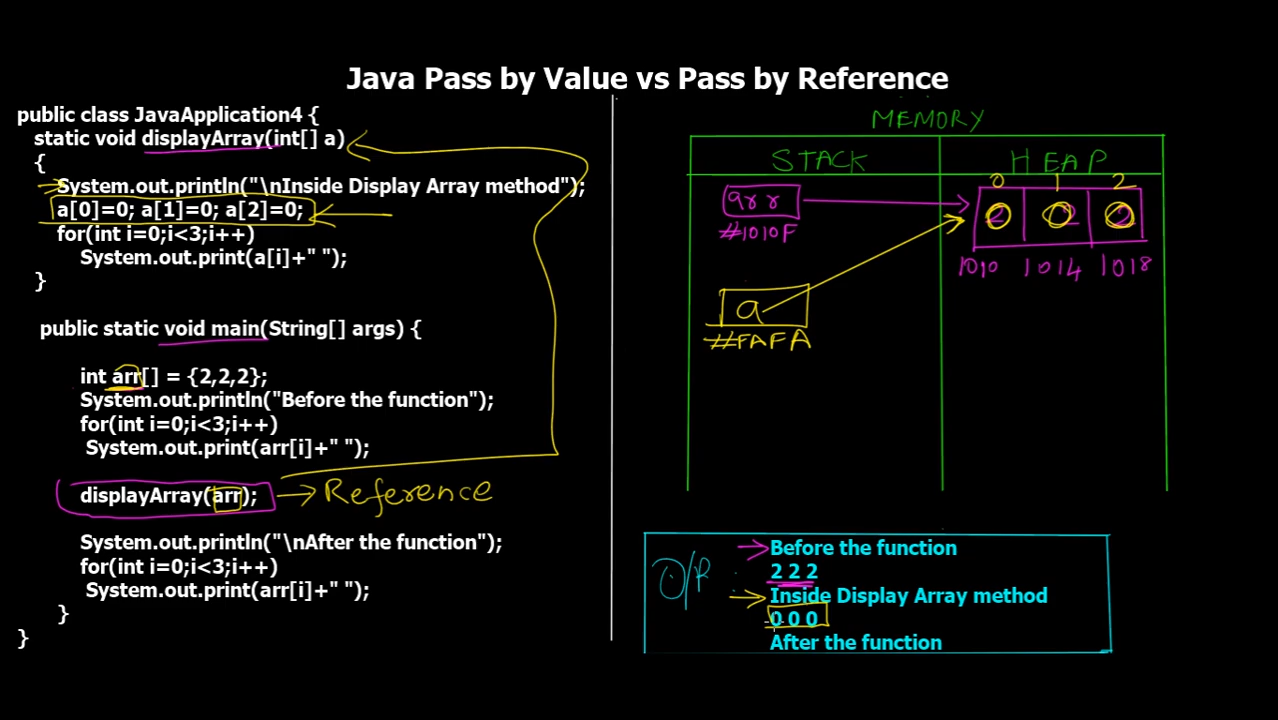 Java Pass by Value vs Pass by Reference
public class JavaApplication4 {
static void displayArray(int[] a)
{
System.out.println("\nInside Display Array method");
a[0]=0; a[1]=0; a[2]=0;
for(int i=0;i<3;i++)
System.out.print(a[i]+" ");
}
public static void main(String[] args) {
int arr[] = {2,2,2};
System.out.println("Before the function");
for(int i=0;i<3;i++)
System.out.print(arr[i]+" ");
displayArray(arr); → Reference
System.out.println("\nAfter the function");
for(int i=0;i<3;i++)
System.out.print(arr[i]+" ");
}
}
MEMORY
STACK HEAP
0 1 2
arr 0 0 0
#1010F
1010 1014 1018
a
#FAFA
O/P
Before the function
2 2 2
Inside Display Array method
0 0 0
After the function